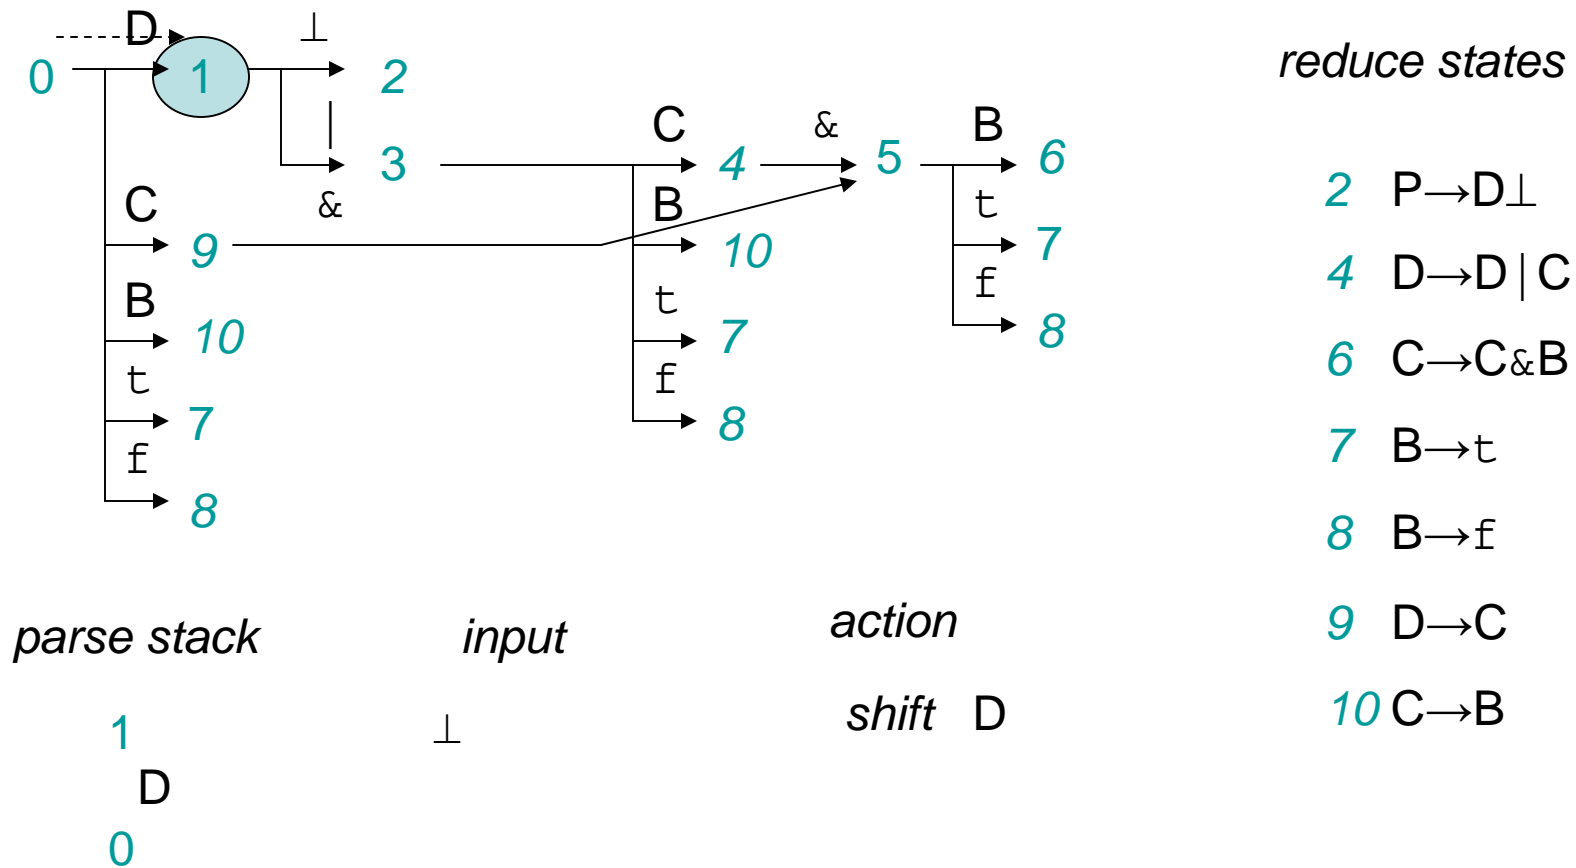 D ⊥
0 1 2
reduce states
| C & B
3 4 5 6
2 P→D⊥
C & B t
9 10 7
4 D→D|C
B t f
10 7 8
6 C→C&B
t f
7 8
7 B→t
f
8
8 B→f
parse stack input action
9 D→C
1 ⊥ shift D
10 C→B
D
0